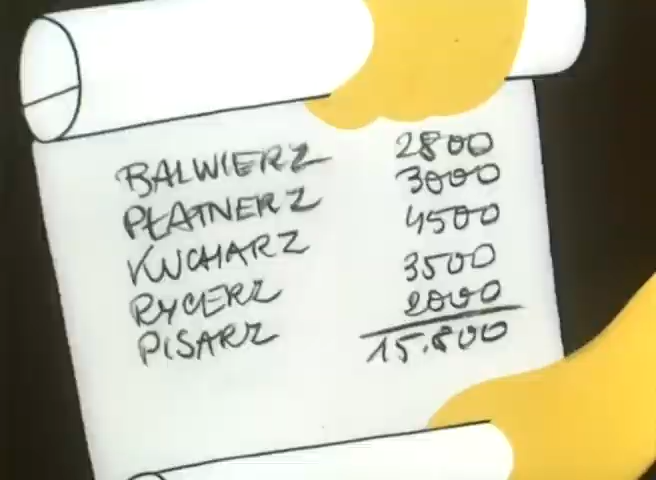 BALWIERZ 2800
PŁATNERZ 3000
KUCHARZ 4500
RYCERZ 3500
PISARZ 2000
15.800